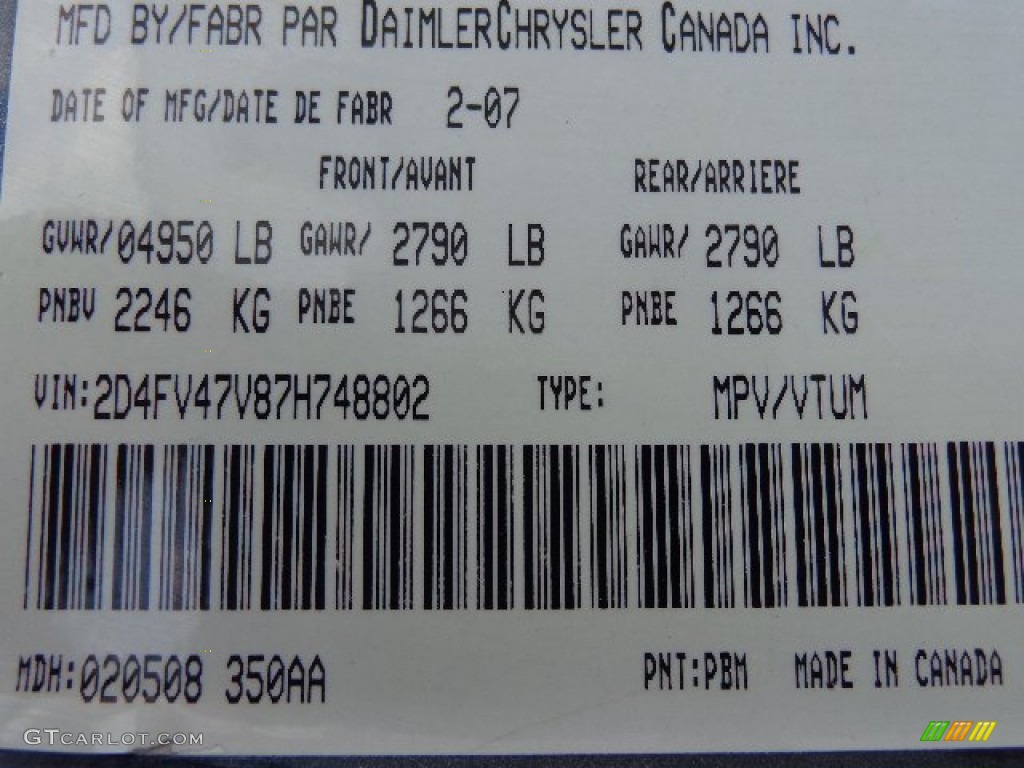 MFD BY/FABR PAR DAIMLERCHRYSLER CANADA INC.
DATE OF MFG/DATE DE FABR 2-07
FRONT/AVANT REAR/ARRIERE
GVWR/04950 LB GAWR/ 2790 LB GAWR/ 2790 LB
PNBV 2246 KG PNBE 1266 KG PNBE 1266 KG
VIN:2D4FV47V87H748802 TYPE: MPV/VTUM
MDH:020508 350AA PNT:PBM MADE IN CANADA
GTCARLOT.COM